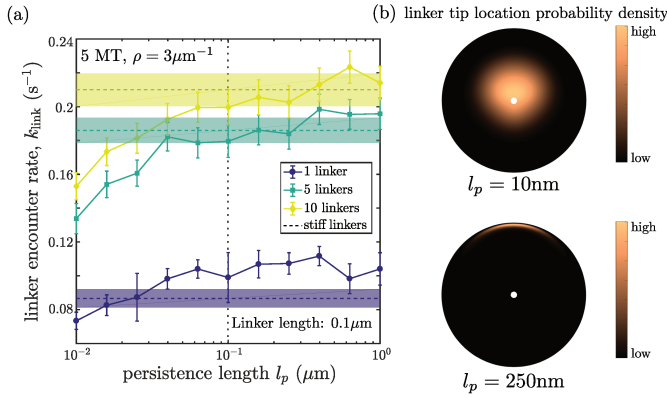 (a)
5 MT, ρ = 3μm⁻¹
linker encounter rate, k_link (s⁻¹)
0.24
0.2
0.16
0.12
0.08
1 linker
5 linkers
10 linkers
stiff linkers
Linker length: 0.1μm
10⁻²
10⁻¹
10⁰
persistence length l_p (μm)
(b)
linker tip location probability density
high
low
l_p = 10nm
high
low
l_p = 250nm